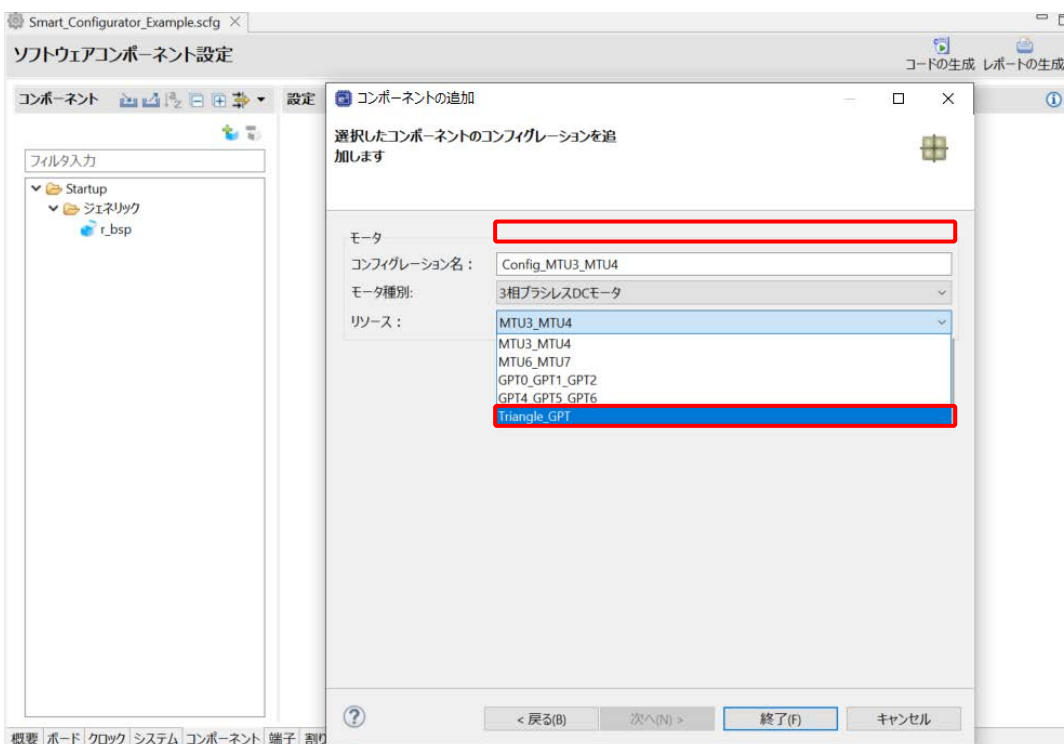 Smart_Configurator_Example.scfg
ソフトウェアコンポーネント設定
コードの生成 レポートの生成
コンポーネント
設定
フィルタ入力
Startup
ジェネリック
r_bsp
コンポーネントの追加
選択したコンポーネントのコンフィグレーションを追
加します
モータ
コンフィグレーション名：
Config_MTU3_MTU4
モータ種別:
3相ブラシレスDCモータ
リソース：
MTU3_MTU4
MTU3_MTU4
MTU6_MTU7
GPT0_GPT1_GPT2
GPT4_GPT5_GPT6
Triangle_GPT
< 戻る(B)
次へ(N) >
終了(F)
キャンセル
概要 ボード クロック システム コンポーネント 端子